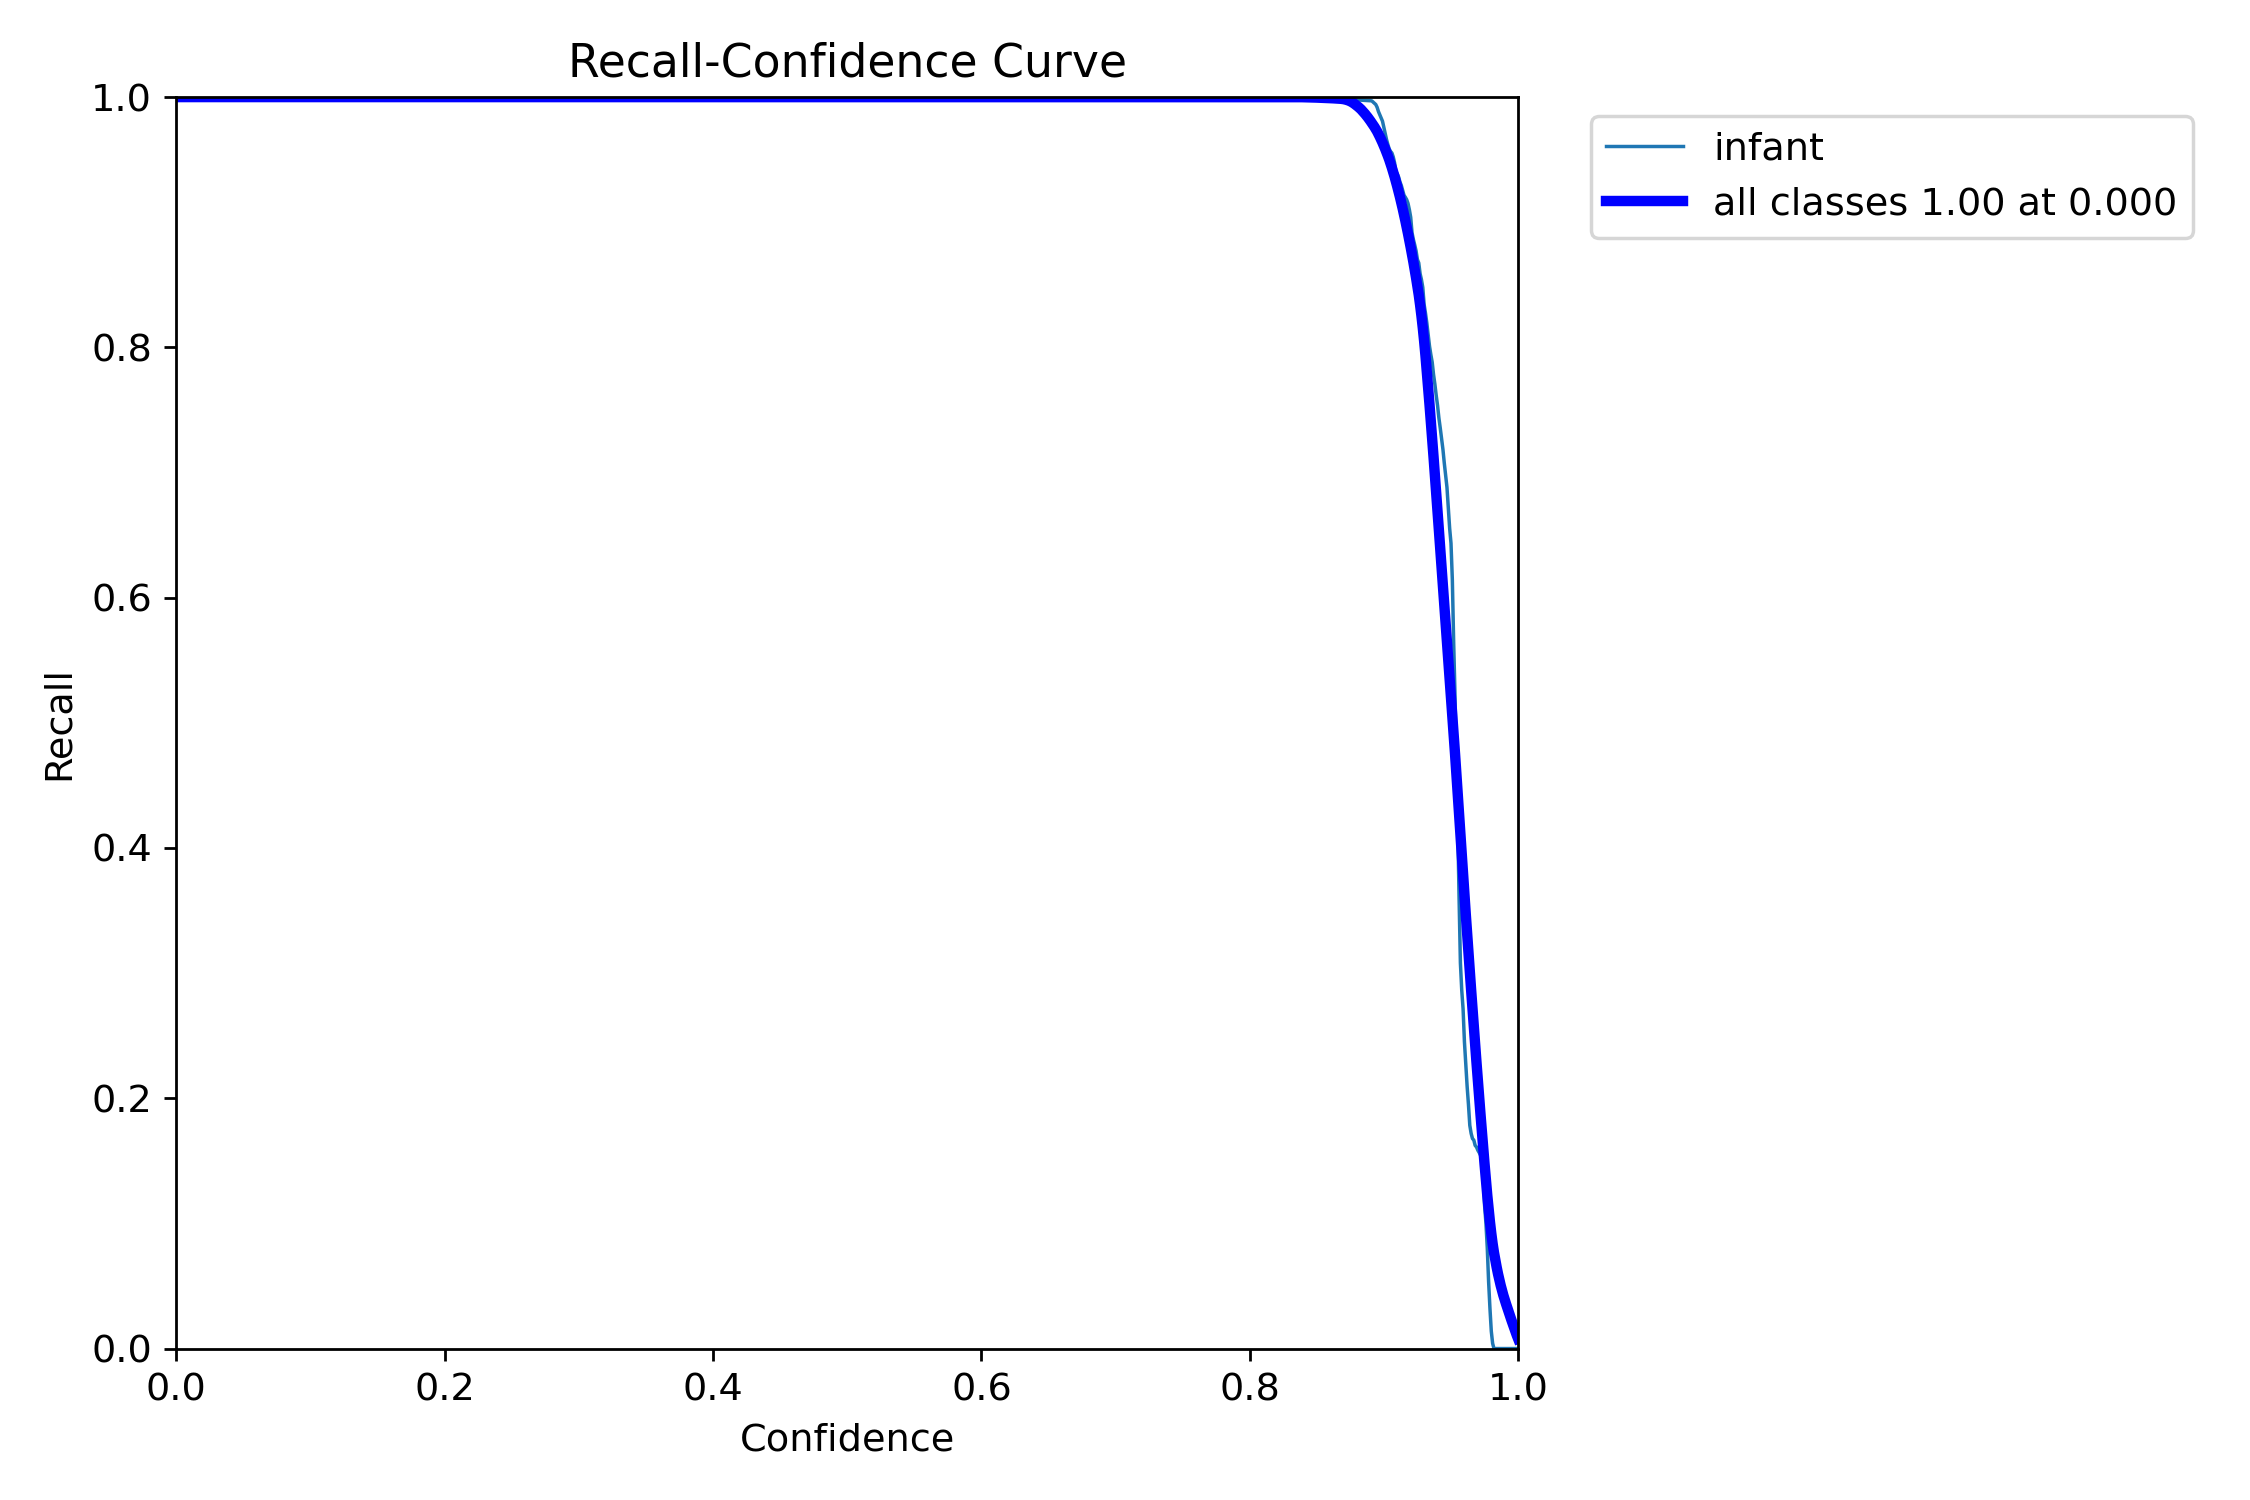 Recall-Confidence Curve
1.0
0.8
0.6
0.4
0.2
0.0
Recall
0.0 0.2 0.4 0.6 0.8 1.0
Confidence
infant
all classes 1.00 at 0.000